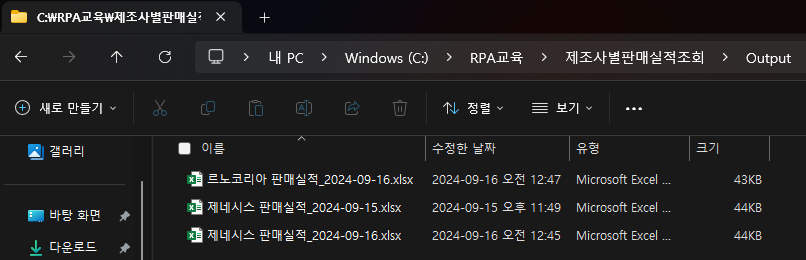 C:₩RPA교육₩제조사별판매실적
내 PC > Windows (C:) > RPA교육 > 제조사별판매실적조회 > Output
새로 만들기 정렬 보기 ...
갤러리
이름 수정한 날짜 유형 크기
르노코리아 판매실적_2024-09-16.xlsx 2024-09-16 오전 12:47 Microsoft Excel ... 43KB
바탕 화면
제네시스 판매실적_2024-09-15.xlsx 2024-09-15 오후 11:49 Microsoft Excel ... 44KB
다운로드
제네시스 판매실적_2024-09-16.xlsx 2024-09-16 오전 12:45 Microsoft Excel ... 44KB